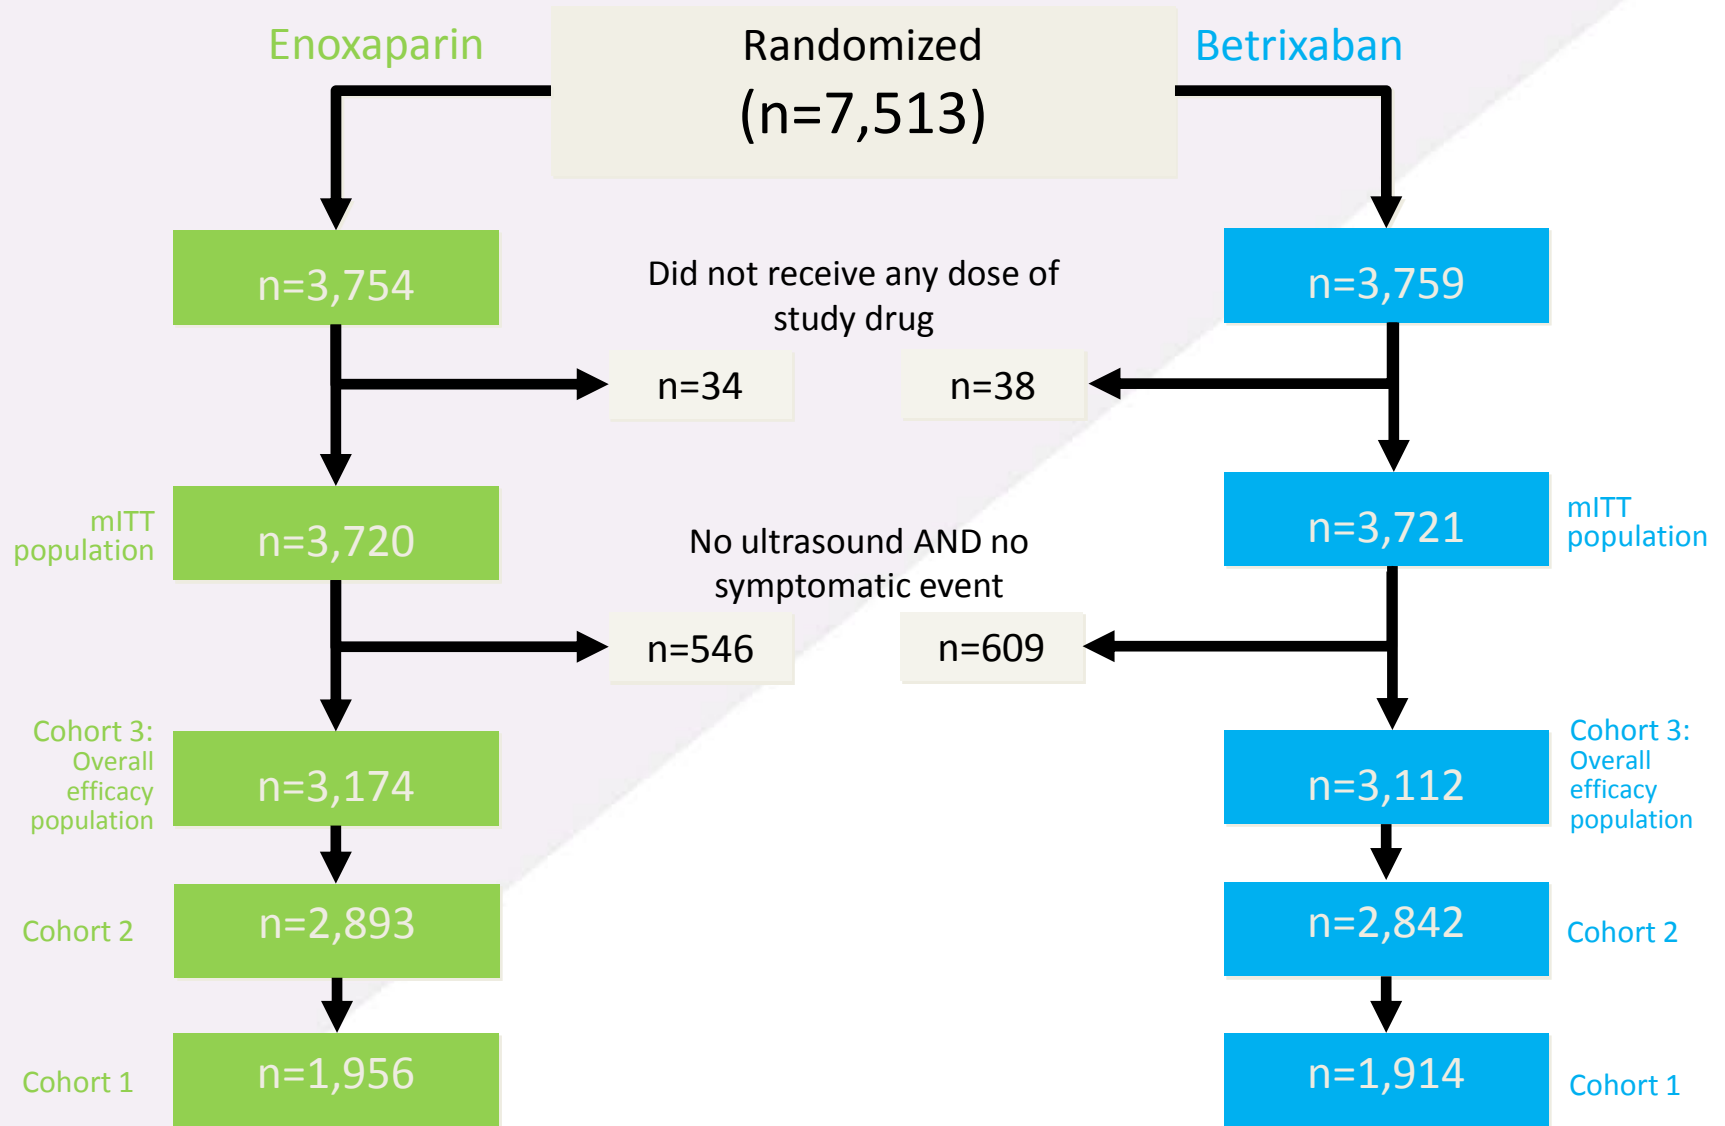 Enoxaparin
Randomized
(n=7,513)
Betrixaban
n=3,754
Did not receive any dose of
study drug
n=3,759
n=34
n=38
mITT
population
n=3,720
No ultrasound AND no
symptomatic event
n=3,721
mITT
population
n=546
n=609
Cohort 3:
Overall
efficacy
population
n=3,174
n=3,112
Cohort 3:
Overall
efficacy
population
Cohort 2
n=2,893
n=2,842
Cohort 2
Cohort 1
n=1,956
n=1,914
Cohort 1